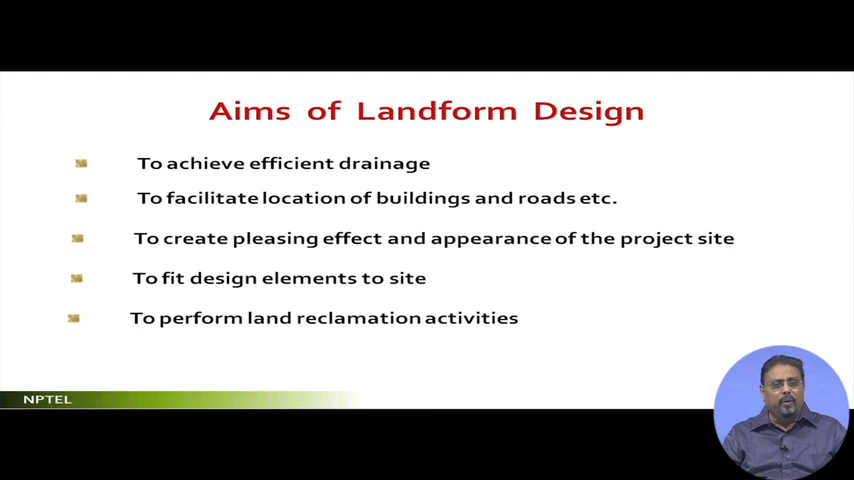 Aims of Landform Design
To achieve efficient drainage
To facilitate location of buildings and roads etc.
To create pleasing effect and appearance of the project site
To fit design elements to site
To perform land reclamation activities
NPTEL